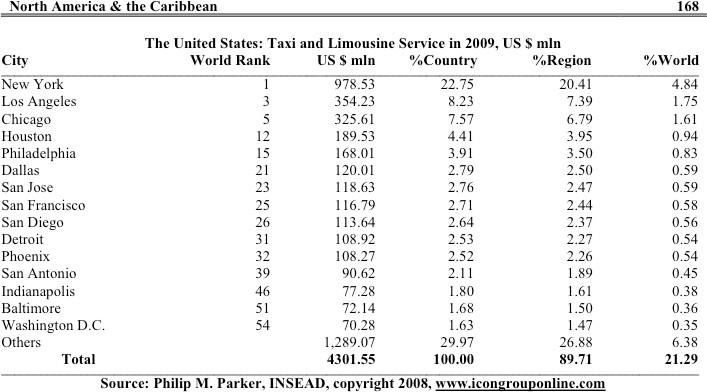 North America & the Caribbean 168
The United States: Taxi and Limousine Service in 2009, US $ mln
City World Rank US $ mln %Country %Region %World
New York 1 978.53 22.75 20.41 4.84
Los Angeles 3 354.23 8.23 7.39 1.75
Chicago 5 325.61 7.57 6.79 1.61
Houston 12 189.53 4.41 3.95 0.94
Philadelphia 15 168.01 3.91 3.50 0.83
Dallas 21 120.01 2.79 2.50 0.59
San Jose 23 118.63 2.76 2.47 0.59
San Francisco 25 116.79 2.71 2.44 0.58
San Diego 26 113.64 2.64 2.37 0.56
Detroit 31 108.92 2.53 2.27 0.54
Phoenix 32 108.27 2.52 2.26 0.54
San Antonio 39 90.62 2.11 1.89 0.45
Indianapolis 46 77.28 1.80 1.61 0.38
Baltimore 51 72.14 1.68 1.50 0.36
Washington D.C. 54 70.28 1.63 1.47 0.35
Others 1,289.07 29.97 26.88 6.38
Total 4301.55 100.00 89.71 21.29
Source: Philip M. Parker, INSEAD, copyright 2008, www.icongrouponline.com